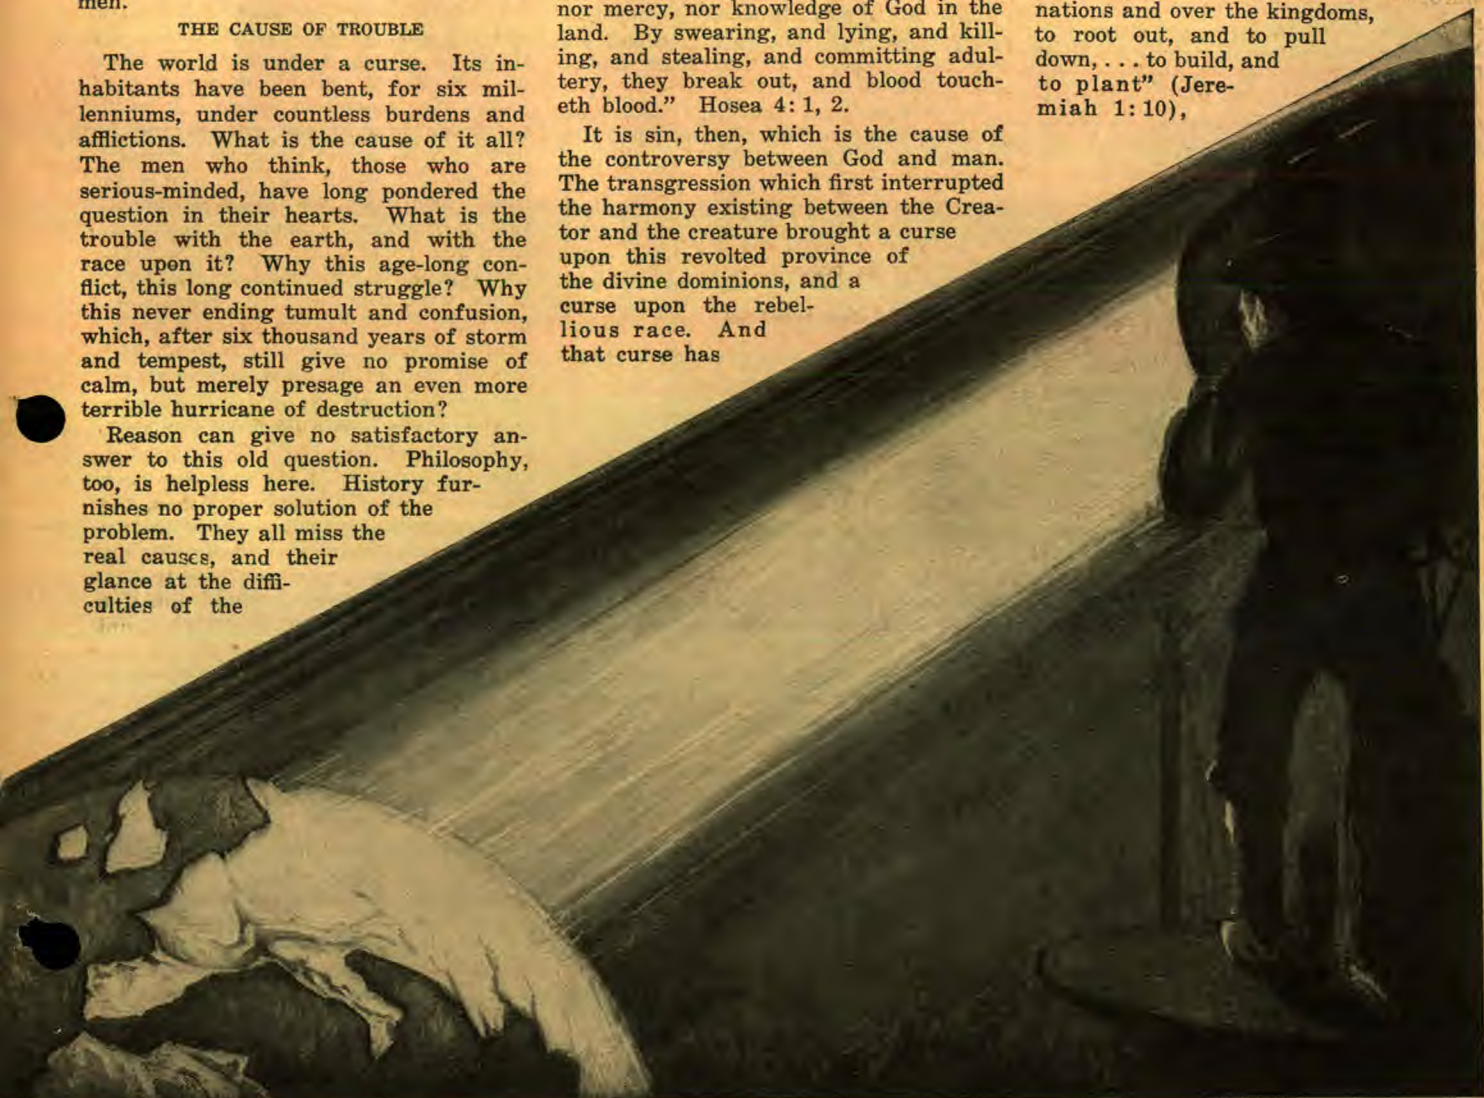 men.
THE CAUSE OF TROUBLE
The world is under a curse. Its in-
habitants have been bent, for six mil-
lenniums, under countless burdens and
afflictions. What is the cause of it all?
The men who think, those who are
serious-minded, have long pondered the
question in their hearts. What is the
trouble with the earth, and with the
race upon it? Why this age-long con-
flict, this long continued struggle? Why
this never ending tumult and confusion,
which, after six thousand years of storm
and tempest, still give no promise of
calm, but merely presage an even more
terrible hurricane of destruction?
Reason can give no satisfactory an-
swer to this old question. Philosophy,
too, is helpless here. History fur-
nishes no proper solution of the
problem. They all miss the
real causes, and their
glance at the diffi-
culties of the
nor mercy, nor knowledge of God in the
land. By swearing, and lying, and kill-
ing, and stealing, and committing adul-
tery, they break out, and blood touch-
eth blood." Hosea 4: 1, 2.
It is sin, then, which is the cause of
the controversy between God and man.
The transgression which first interrupted
the harmony existing between the Crea-
tor and the creature brought a curse
upon this revolted province of
the divine dominions, and a
curse upon the rebel-
lious race. And
that curse has
nations and over the kingdoms,
to root out, and to pull
down, . . . to build, and
to plant" (Jere-
miah 1: 10),